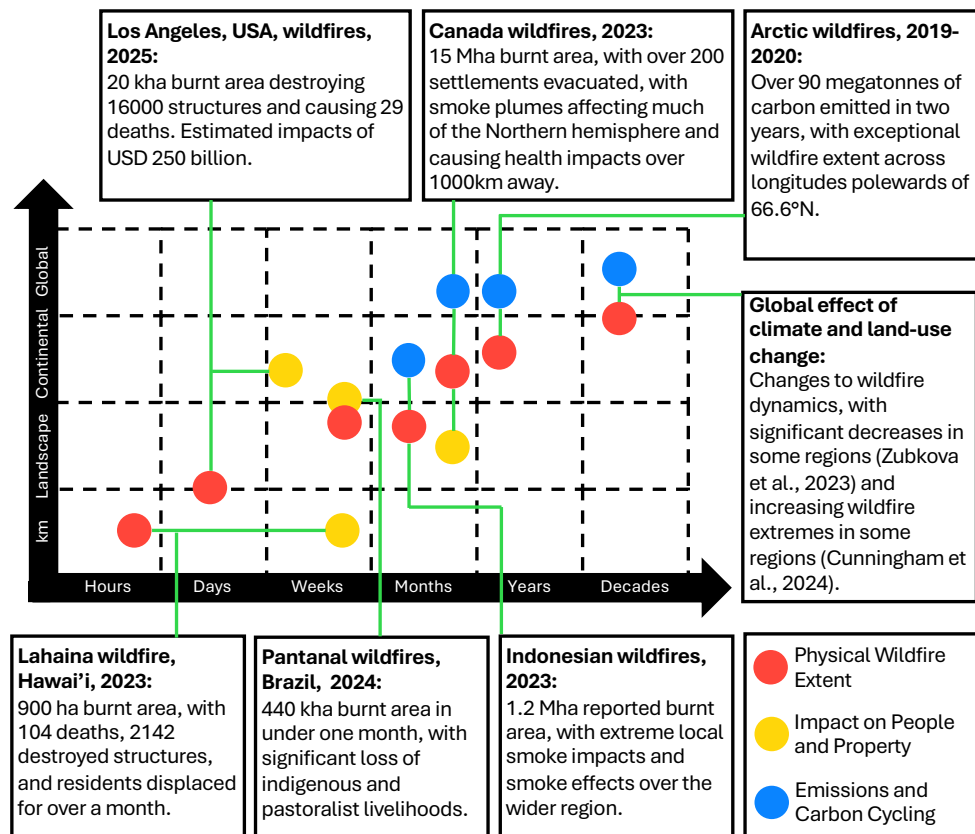 Los Angeles, USA, wildfires,
2025:
20 kha burnt area destroying
16000 structures and causing 29
deaths. Estimated impacts of
USD 250 billion.
Canada wildfires, 2023:
15 Mha burnt area, with over 200
settlements evacuated, with
smoke plumes affecting much
of the Northern hemisphere and
causing health impacts over
1000km away.
Arctic wildfires, 2019-
2020:
Over 90 megatonnes of
carbon emitted in two
years, with exceptional
wildfire extent across
longitudes polewards of
66.6°N.
Global
Continental
Landscape
km
Hours
Days
Weeks
Months
Years
Decades
Global effect of
climate and land-use
change:
Changes to wildfire
dynamics, with
significant decreases in
some regions (Zubkova
et al., 2023) and
increasing wildfire
extremes in some
regions (Cunningham et
al., 2024).
Lahaina wildfire,
Hawai’i, 2023:
900 ha burnt area, with
104 deaths, 2142
destroyed structures,
and residents displaced
for over a month.
Pantanal wildfires,
Brazil, 2024:
440 kha burnt area in
under one month, with
significant loss of
indigenous and
pastoralist livelihoods.
Indonesian wildfires,
2023:
1.2 Mha reported burnt
area, with extreme local
smoke impacts and
smoke effects over the
wider region.
Physical Wildfire
Extent
Impact on People
and Property
Emissions and
Carbon Cycling